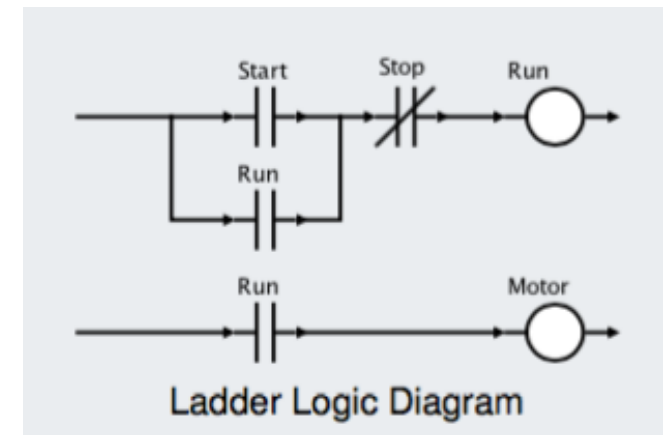 Start Stop Run
Run
Run Motor
Ladder Logic Diagram